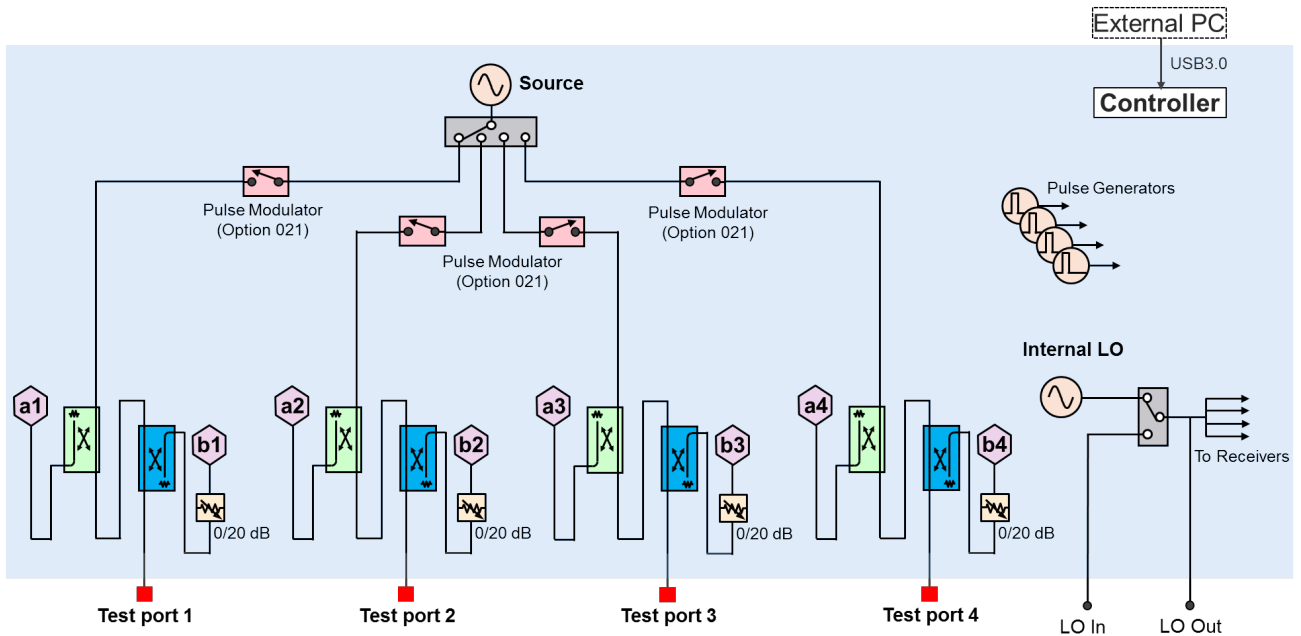 External PC
USB3.0
Source
Controller
Pulse Generators
Pulse Modulator
(Option 021)
Pulse Modulator
(Option 021)
Pulse Modulator
(Option 021)
Internal LO
a1
a2
a3
a4
b1
b2
b3
b4
To Receivers
0/20 dB
0/20 dB
0/20 dB
0/20 dB
Test port 1
Test port 2
Test port 3
Test port 4
LO In
LO Out